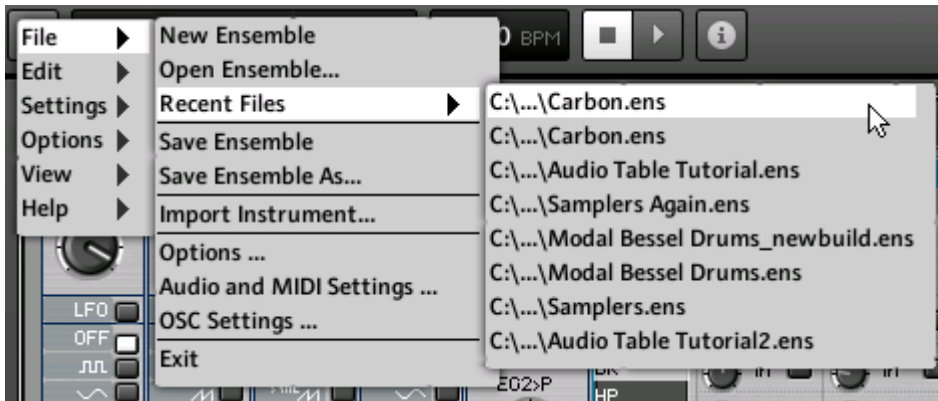 0 BPM
File
Edit
Settings
Options
View
Help
New Ensemble
Open Ensemble...
Recent Files
Save Ensemble
Save Ensemble As...
Import Instrument...
Options ...
Audio and MIDI Settings ...
OSC Settings ...
Exit
C:\...\Carbon.ens
C:\...\Carbon.ens
C:\...\Audio Table Tutorial.ens
C:\...\Samplers Again.ens
C:\...\Modal Bessel Drums_newbuild.ens
C:\...\Modal Bessel Drums.ens
C:\...\Samplers.ens
C:\...\Audio Table Tutorial2.ens
LFO
OFF
EG2>P
HP